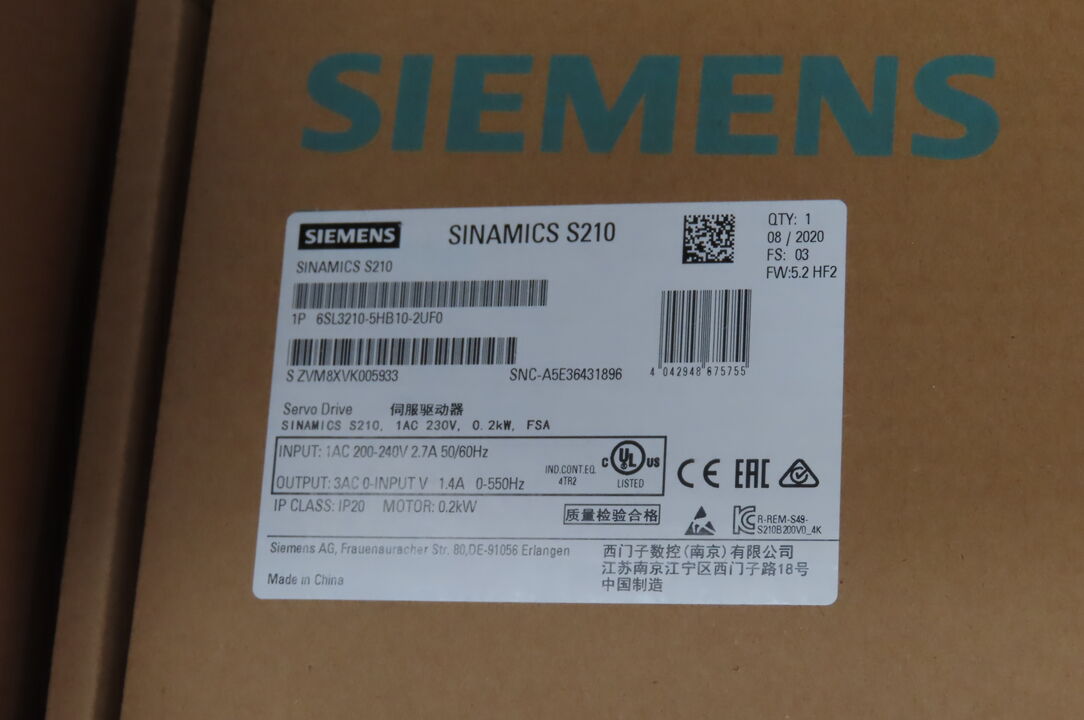 SIEMENS
SIEMENS
SINAMICS S210
QTY: 1
08 / 2020
FS: 03
FW:5.2 HF2
SINAMICS S210
1P 6SL3210-5HB10-2UF0
S ZVM8XVK005933
SNC-A5E36431896
4 042948 675755
Servo Drive 伺服驱动器
SINAMICS S210, 1AC 230V, 0.2kW, FSA
INPUT: 1AC 200-240V 2.7A 50/60Hz
OUTPUT: 3AC 0-INPUT V 1.4A 0-550Hz
IND.CONT.EQ.
4TR2
C UL US
LISTED
CE EAC
IP CLASS: IP20 MOTOR: 0.2kW
质量检验合格
R-REM-S49-
S210B200V0_4K
Siemens AG, Frauenauracher Str. 80,DE-91056 Erlangen
Made in China
西门子数控(南京)有限公司
江苏南京江宁区西门子路18号
中国制造